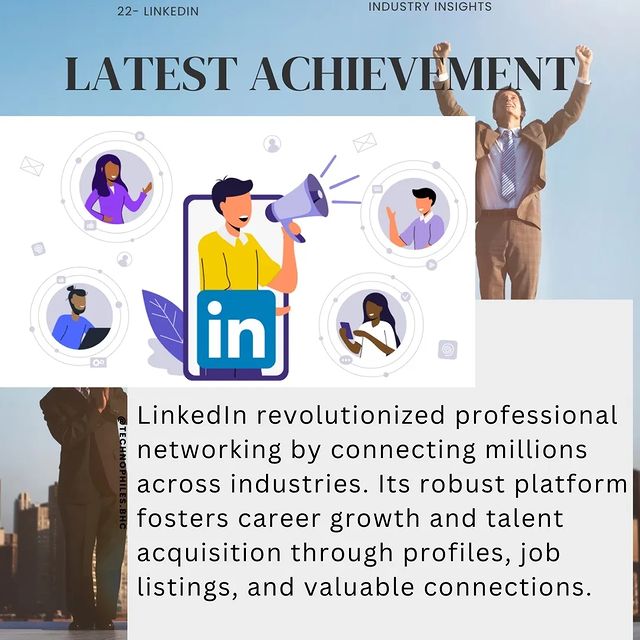 22- LINKEDIN
INDUSTRY INSIGHTS
LATEST ACHIEVEMENT
in
@TECHNOPHILES.BHC
LinkedIn revolutionized professional
networking by connecting millions
across industries. Its robust platform
fosters career growth and talent
acquisition through profiles, job
listings, and valuable connections.